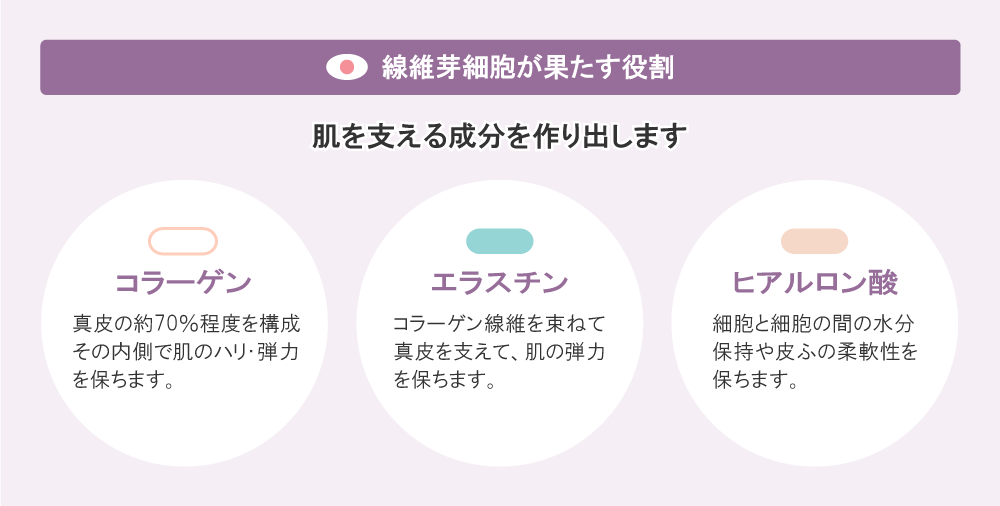 線維芽細胞が果たす役割
肌を支える成分を作り出します
コラーゲン
真皮の約70%程度を構成
その内側で肌のハリ・弾力
を保ちます。
エラスチン
コラーゲン線維を束ねて
真皮を支えて、肌の弾力
を保ちます。
ヒアルロン酸
細胞と細胞の間の水分
保持や皮ふの柔軟性を
保ちます。